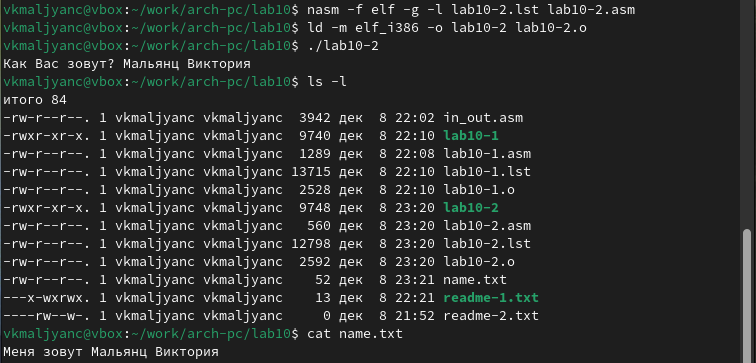 vkmaljyanc@vbox:~/work/arch-pc/lab10$ nasm -f elf -g -l lab10-2.lst lab10-2.asm
vkmaljyanc@vbox:~/work/arch-pc/lab10$ ld -m elf_i386 -o lab10-2 lab10-2.o
vkmaljyanc@vbox:~/work/arch-pc/lab10$ ./lab10-2
Как Вас зовут? Мальянц Виктория
vkmaljyanc@vbox:~/work/arch-pc/lab10$ ls -l
итого 84
-rw-r--r--. 1 vkmaljyanc vkmaljyanc  3942 дек  8 22:02 in_out.asm
-rwxr-xr-x. 1 vkmaljyanc vkmaljyanc  9740 дек  8 22:10 lab10-1
-rw-r--r--. 1 vkmaljyanc vkmaljyanc  1289 дек  8 22:08 lab10-1.asm
-rw-r--r--. 1 vkmaljyanc vkmaljyanc 13715 дек  8 22:10 lab10-1.lst
-rw-r--r--. 1 vkmaljyanc vkmaljyanc  2528 дек  8 22:10 lab10-1.o
-rwxr-xr-x. 1 vkmaljyanc vkmaljyanc  9748 дек  8 23:20 lab10-2
-rw-r--r--. 1 vkmaljyanc vkmaljyanc   560 дек  8 23:20 lab10-2.asm
-rw-r--r--. 1 vkmaljyanc vkmaljyanc 12798 дек  8 23:20 lab10-2.lst
-rw-r--r--. 1 vkmaljyanc vkmaljyanc  2592 дек  8 23:20 lab10-2.o
-rw-r--r--. 1 vkmaljyanc vkmaljyanc    52 дек  8 23:21 name.txt
---x-wxrwx. 1 vkmaljyanc vkmaljyanc    13 дек  8 22:21 readme-1.txt
----rw--w-. 1 vkmaljyanc vkmaljyanc     0 дек  8 21:52 readme-2.txt
vkmaljyanc@vbox:~/work/arch-pc/lab10$ cat name.txt
Меня зовут Мальянц Виктория